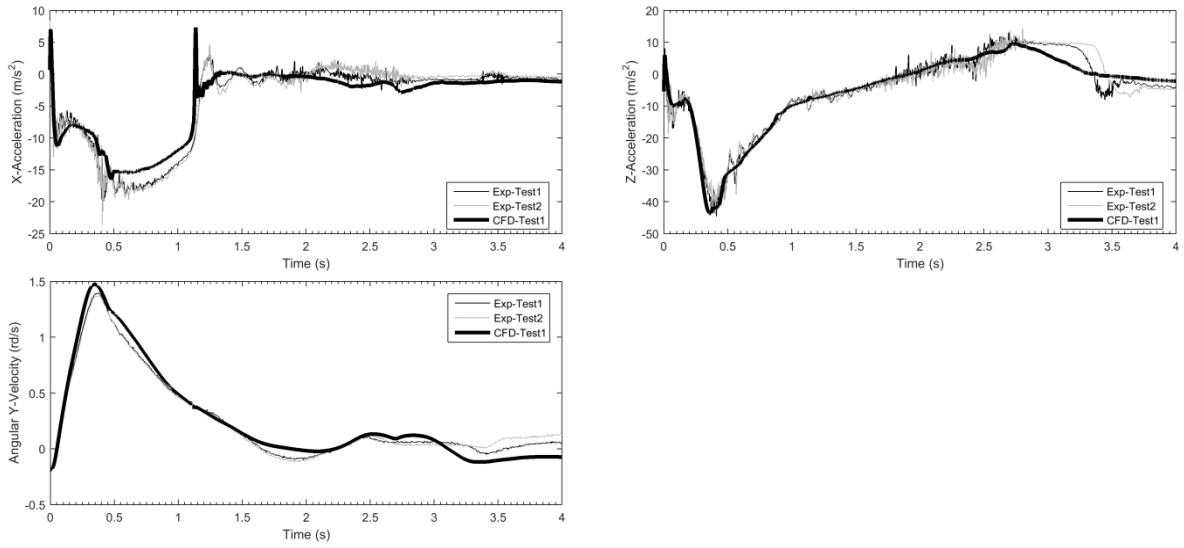 10
5
0
-5
-10
-15
-20
-25
X-Acceleration (m/s²)
Exp-Test1
Exp-Test2
CFD-Test1
0 0.5 1 1.5 2 2.5 3 3.5 4
Time (s)
20
10
0
-10
-20
-30
-40
-50
Z-Acceleration (m/s²)
Exp-Test1
Exp-Test2
CFD-Test1
0 0.5 1 1.5 2 2.5 3 3.5 4
Time (s)
1.5
1
0.5
0
-0.5
Angular Y-Velocity (rd/s)
Exp-Test1
Exp-Test2
CFD-Test1
0 0.5 1 1.5 2 2.5 3 3.5 4
Time (s)